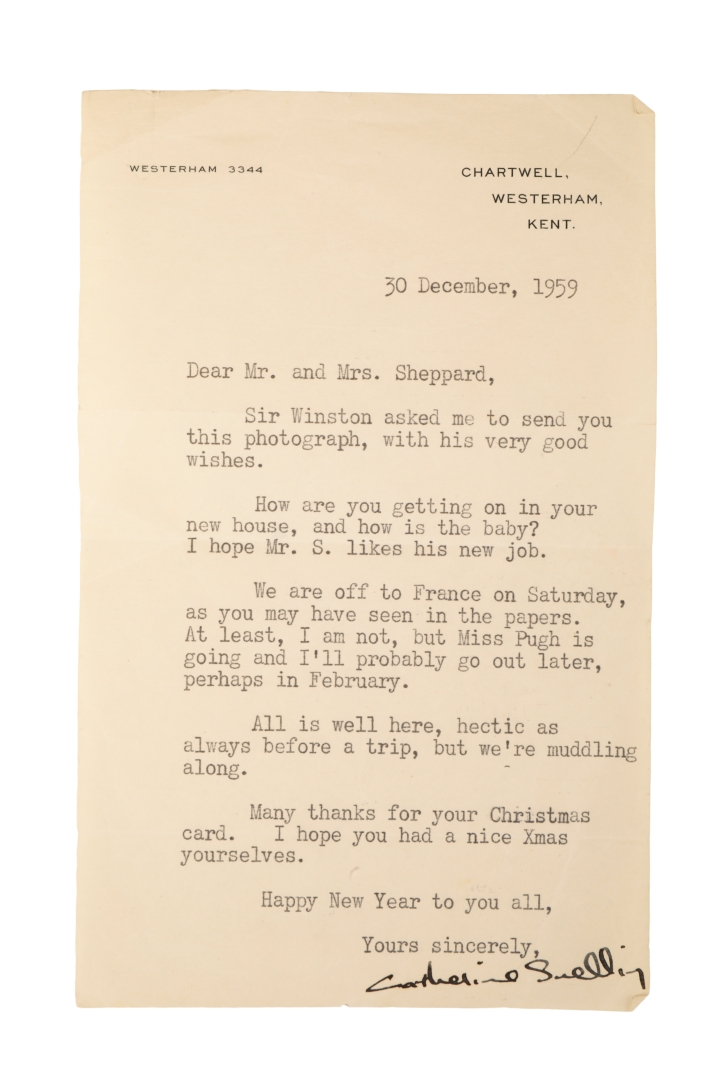 WESTERHAM 3344
CHARTWELL,
WESTERHAM,
KENT.
30 December, 1959
Dear Mr. and Mrs. Sheppard,
Sir Winston asked me to send you
this photograph, with his very good
wishes.
How are you getting on in your
new house, and how is the baby?
I hope Mr. S. likes his new job.
We are off to France on Saturday,
as you may have seen in the papers.
At least, I am not, but Miss Pugh is
going and I'll probably go out later,
perhaps in February.
All is well here, hectic as
always before a trip, but we're muddling
along.
Many thanks for your Christmas
card. I hope you had a nice Xmas
yourselves.
Happy New Year to you all,
Yours sincerely,
Catherine Snelling